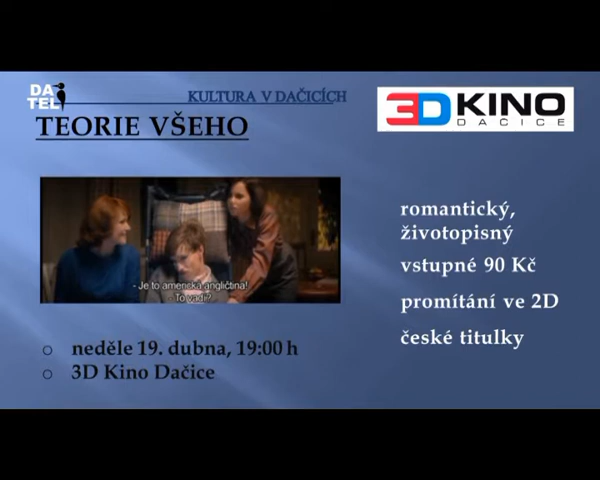 DA
TEL
KULTURA V DAČICÍCH
TEORIE VŠEHO
3D KINO
DACICE
- Je to americká angličtina!
- To vadí?
romantický,
životopisný
vstupné 90 Kč
promítání ve 2D
české titulky
neděle 19. dubna, 19:00 h
3D Kino Dačice